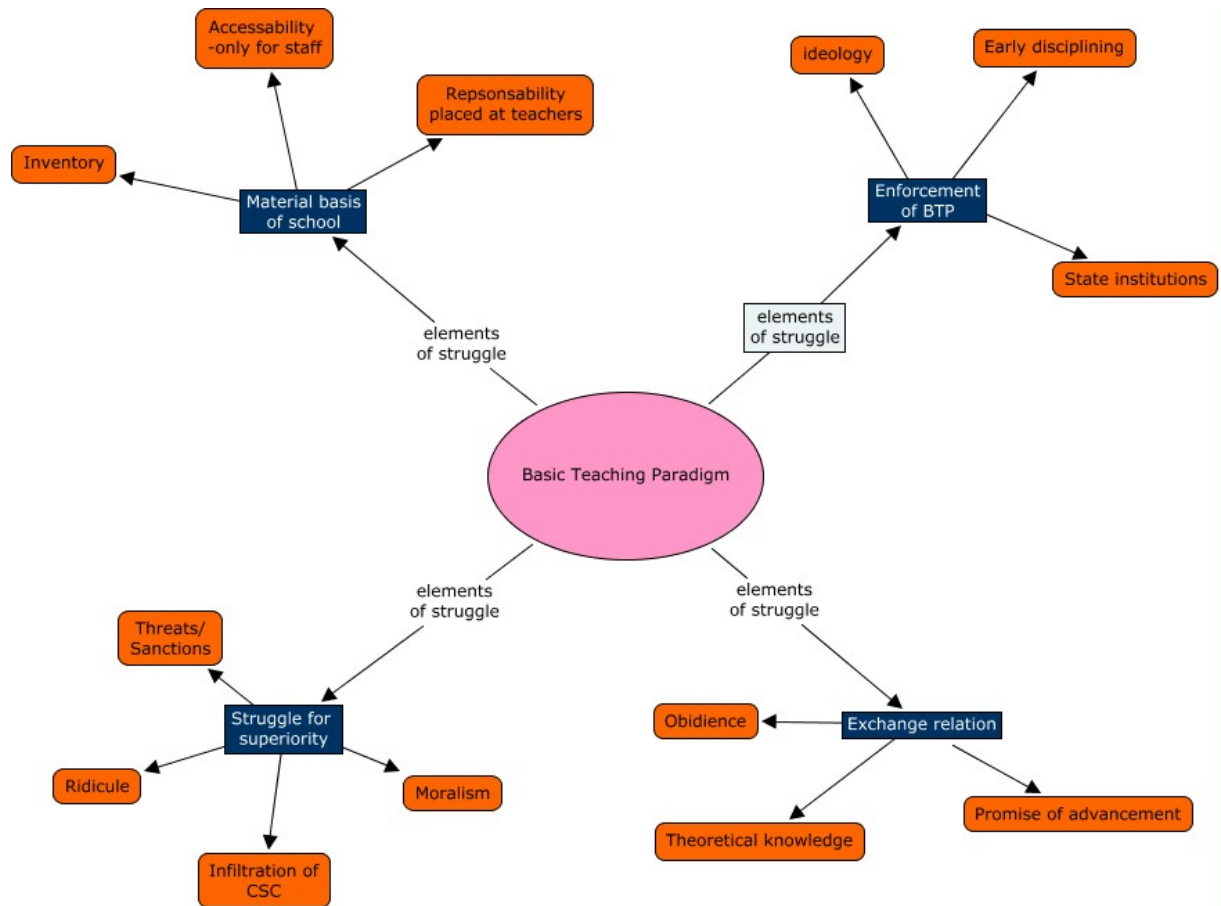 Accessability
-only for staff
Repsonsability
placed at teachers
Inventory
Material basis
of school
elements
of struggle
ideology
Early disciplining
Enforcement
of BTP
State institutions
elements
of struggle
Basic Teaching Paradigm
elements
of struggle
Threats/
Sanctions
Struggle for
superiority
Ridicule
Moralism
Infiltration of
CSC
elements
of struggle
Obidience
Exchange relation
Promise of advancement
Theoretical knowledge